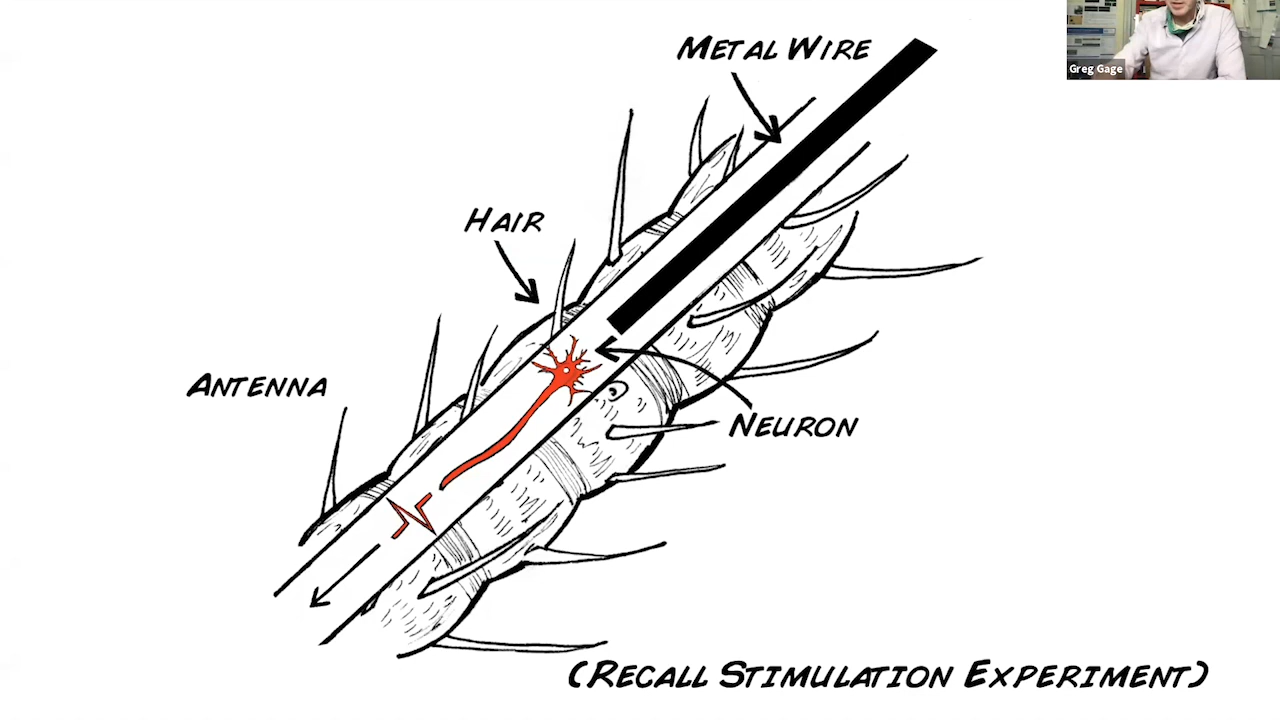 METAL WIRE
Greg Gage
HAIR
ANTENNA
NEURON
(RECALL STIMULATION EXPERIMENT)